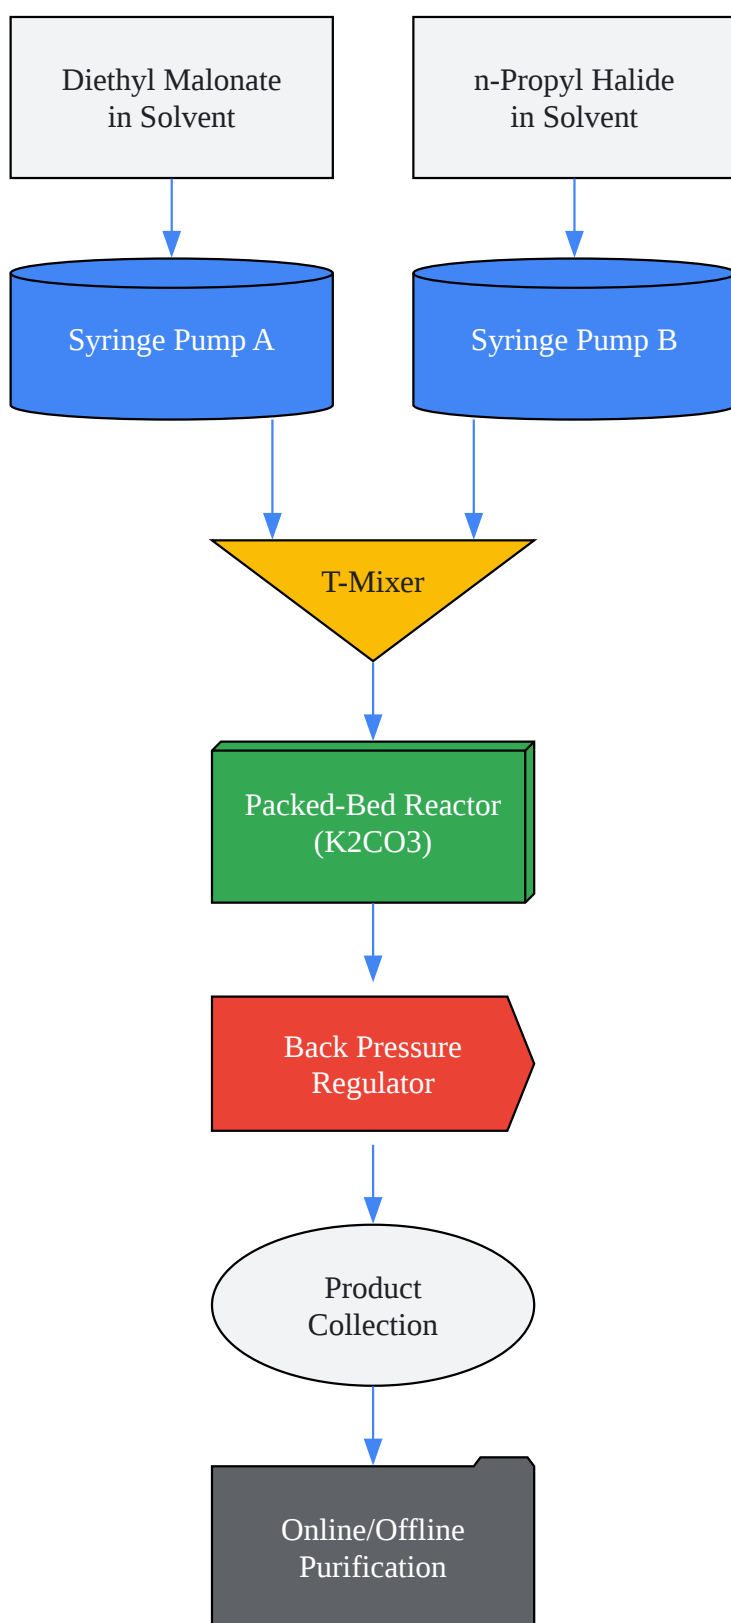 Diethyl Malonate
in Solvent
n-Propyl Halide
in Solvent
Syringe Pump A
Syringe Pump B
T-Mixer
Packed-Bed Reactor
(K2CO3)
Back Pressure
Regulator
Product
Collection
Online/Offline
Purification